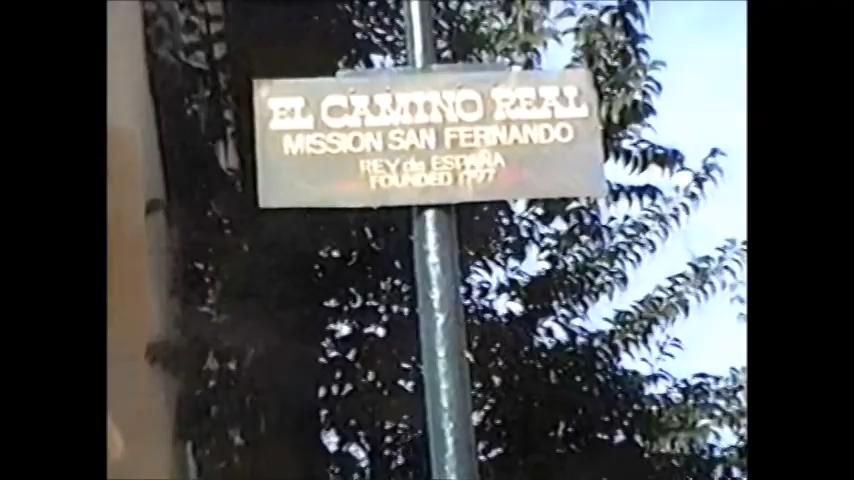 EL CAMINO REAL
MISSION SAN FERNANDO
REY de ESPAÑA
FOUNDED 1797